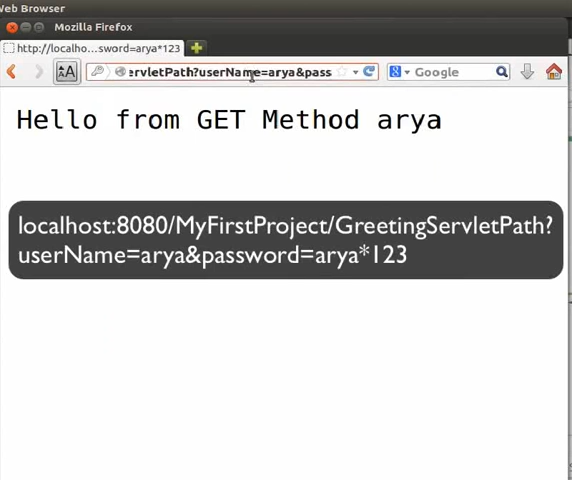 Web Browser
Mozilla Firefox
http://localho...sword=arya*123
AA
ervletPath?userName=arya&pass
Google
Hello from GET Method arya
localhost:8080/MyFirstProject/GreetingServletPath?
userName=arya&password=arya*123